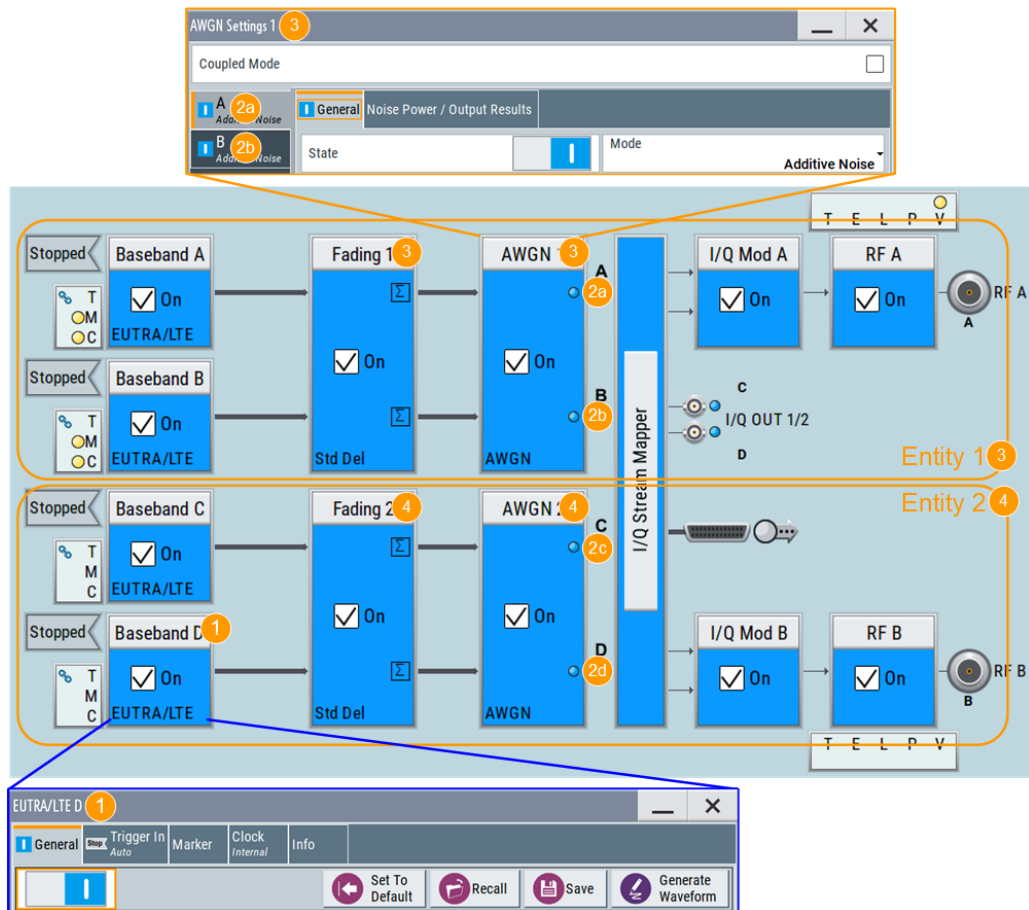 AWGN Settings 1 3
Coupled Mode
A 2a
Additive Noise
General
Noise Power / Output Results
B 2b
Additive Noise
State
Mode
Additive Noise
T E L P V
Stopped
Baseband A
Fading 1 3
AWGN 1 3
I/Q Mod A
RF A
A
2a
T
M
C
On
EUTRA/LTE
On
On
RF A
A
Stopped
Baseband B
On
On
B
2b
C
I/Q OUT 1/2
D
T
M
C
On
EUTRA/LTE
Std Del
AWGN
I/Q Stream Mapper
Entity 1 3
Entity 2 4
Stopped
Baseband C
Fading 2 4
AWGN 2 4
C
2c
T
M
C
On
EUTRA/LTE
Stopped
Baseband D 1
On
On
D
2d
I/Q Mod B
RF B
T
M
C
On
EUTRA/LTE
Std Del
AWGN
On
On
RF B
B
T E L P V
EUTRA/LTE D 1
General
Stop
Trigger In
Auto
Marker
Clock
Internal
Info
Set To
Default
Recall
Save
Generate
Waveform